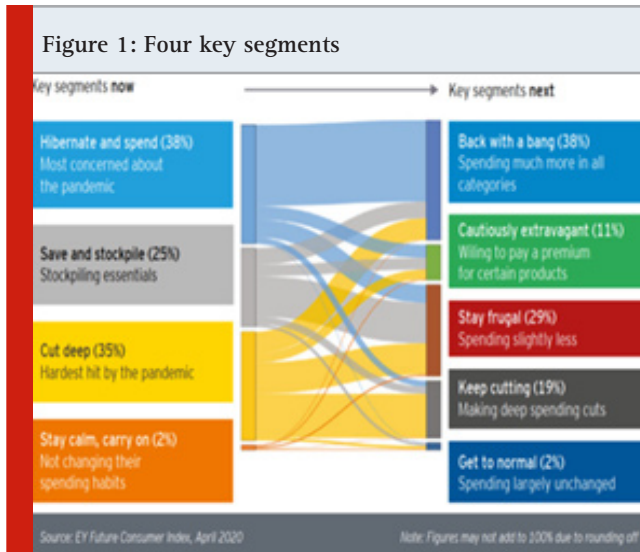 Figure 1: Four key segments
Key segments now
Key segments next
Hibernate and spend (38%)
Most concerned about
the pandemic
Save and stockpile (25%)
Stockpiling essentials
Cut deep (35%)
Hardest hit by the pandemic
Stay calm, carry on (2%)
Not changing their
spending habits
Back with a bang (38%)
Spending much more in all
categories
Cautiously extravagant (11%)
Wiling to pay a premium
for certain products
Stay frugal (29%)
Spending slightly less
Keep cutting (19%)
Making deep spending cuts
Get to normal (2%)
Spending largely unchanged
Source: EY Future Consumer Index, April 2020
Note: Figures may not add to 100% due to rounding off